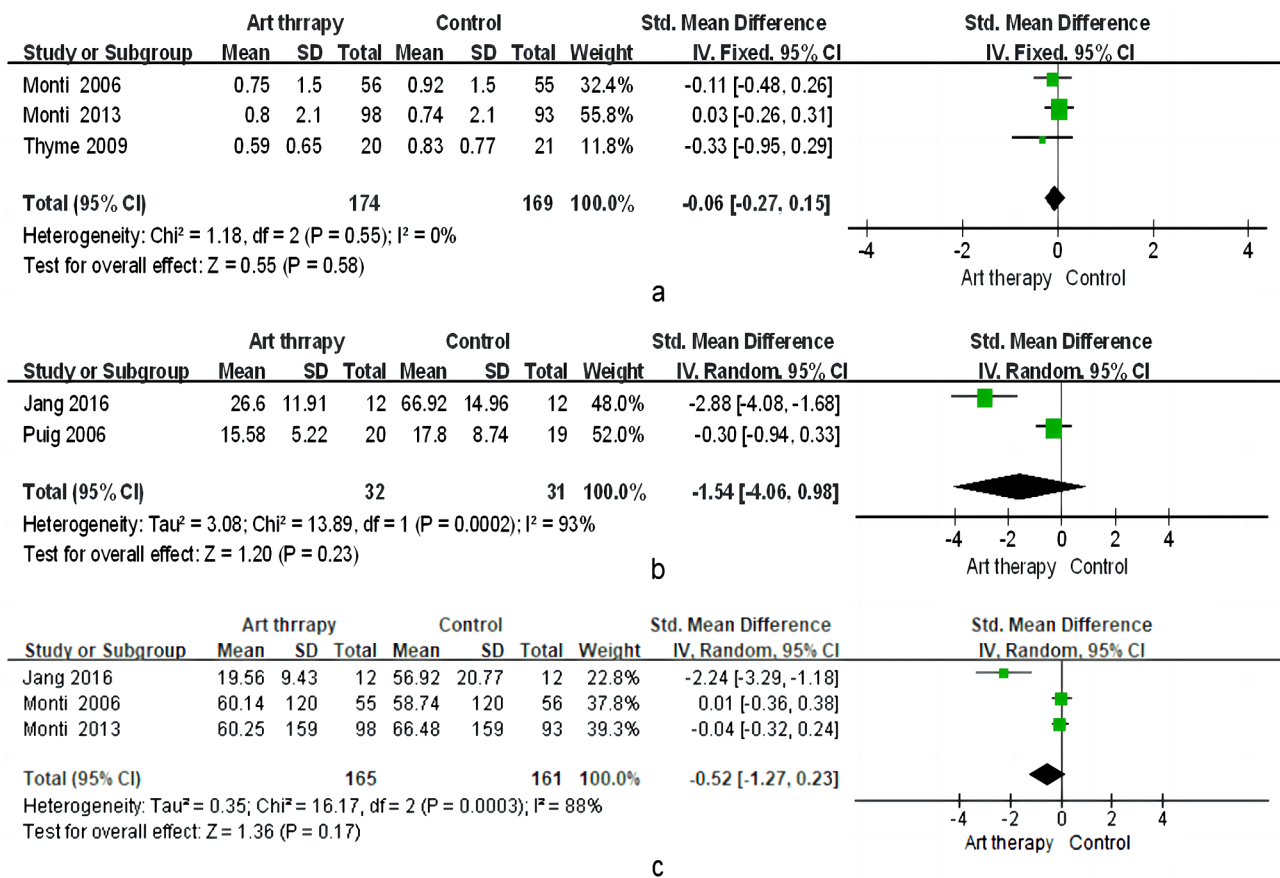 Art thrrapy Control Std. Mean Difference Std. Mean Difference
Study or Subgroup Mean SD Total Mean SD Total Weight IV. Fixed. 95% CI IV. Fixed. 95% CI
Monti 2006 0.75 1.5 56 0.92 1.5 55 32.4% -0.11 [-0.48, 0.26]
Monti 2013 0.8 2.1 98 0.74 2.1 93 55.8% 0.03 [-0.26, 0.31]
Thyme 2009 0.59 0.65 20 0.83 0.77 21 11.8% -0.33 [-0.95, 0.29]
Total (95% CI) 174 169 100.0% -0.06 [-0.27, 0.15]
Heterogeneity: Chi² = 1.18, df = 2 (P = 0.55); I² = 0%
Test for overall effect: Z = 0.55 (P = 0.58)
-4 -2 0 2 4
Art therapy Control
a
Art thrrapy Control Std. Mean Difference Std. Mean Difference
Study or Subgroup Mean SD Total Mean SD Total Weight IV. Random. 95% CI IV. Random. 95% CI
Jang 2016 26.6 11.91 12 66.92 14.96 12 48.0% -2.88 [-4.08, -1.68]
Puig 2006 15.58 5.22 20 17.8 8.74 19 52.0% -0.30 [-0.94, 0.33]
Total (95% CI) 32 31 100.0% -1.54 [-4.06, 0.98]
Heterogeneity: Tau² = 3.08; Chi² = 13.89, df = 1 (P = 0.0002); I² = 93%
Test for overall effect: Z = 1.20 (P = 0.23)
-4 -2 0 2 4
Art therapy Control
b
Art thrrapy Control Std. Mean Difference Std. Mean Difference
Study or Subgroup Mean SD Total Mean SD Total Weight IV, Random, 95% CI IV, Random, 95% CI
Jang 2016 19.56 9.43 12 56.92 20.77 12 22.8% -2.24 [-3.29, -1.18]
Monti 2006 60.14 120 55 58.74 120 56 37.8% 0.01 [-0.36, 0.38]
Monti 2013 60.25 159 98 66.48 159 93 39.3% -0.04 [-0.32, 0.24]
Total (95% CI) 165 161 100.0% -0.52 [-1.27, 0.23]
Heterogeneity: Tau² = 0.35; Chi² = 16.17, df = 2 (P = 0.0003); I² = 88%
Test for overall effect: Z = 1.36 (P = 0.17)
-4 -2 0 2 4
Art therapy Control
c